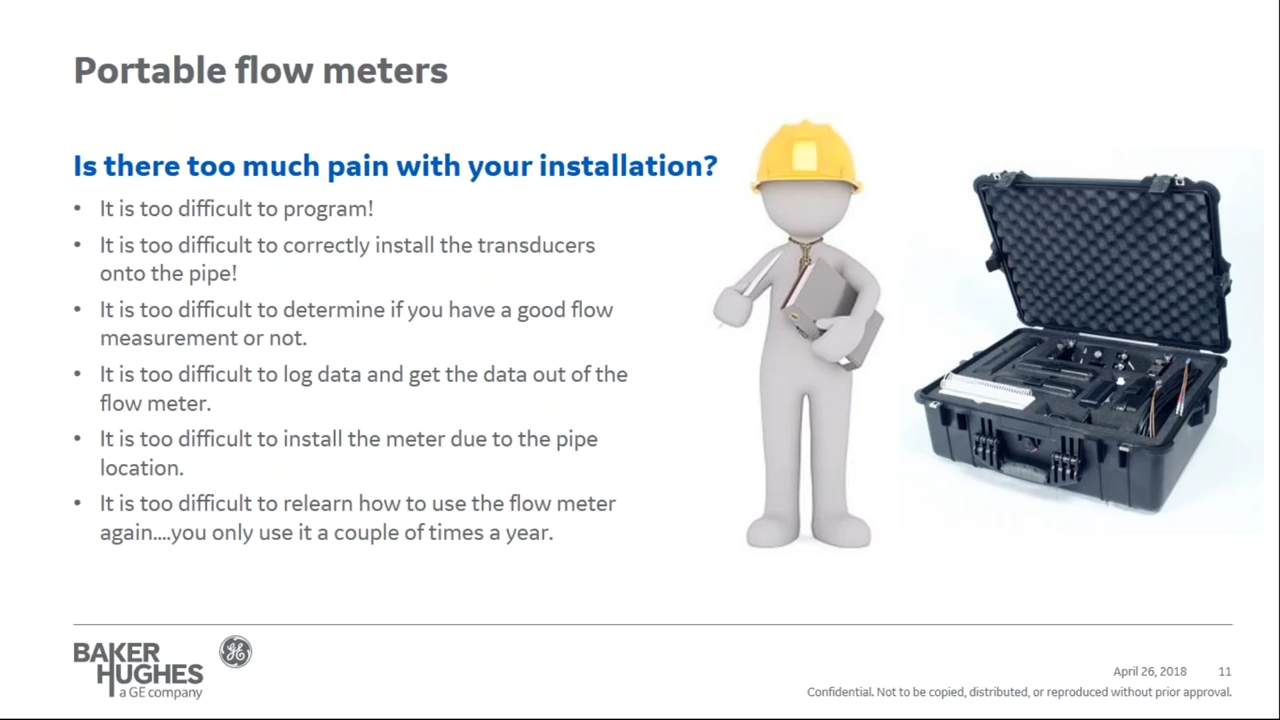 Portable flow meters
Is there too much pain with your installation?
• It is too difficult to program!
• It is too difficult to correctly install the transducers
onto the pipe!
• It is too difficult to determine if you have a good flow
measurement or not.
• It is too difficult to log data and get the data out of the
flow meter.
• It is too difficult to install the meter due to the pipe
location.
• It is too difficult to relearn how to use the flow meter
again....you only use it a couple of times a year.
BAKER
HUGHES
a GE company
GE
April 26, 2018 11
Confidential. Not to be copied, distributed, or reproduced without prior approval.